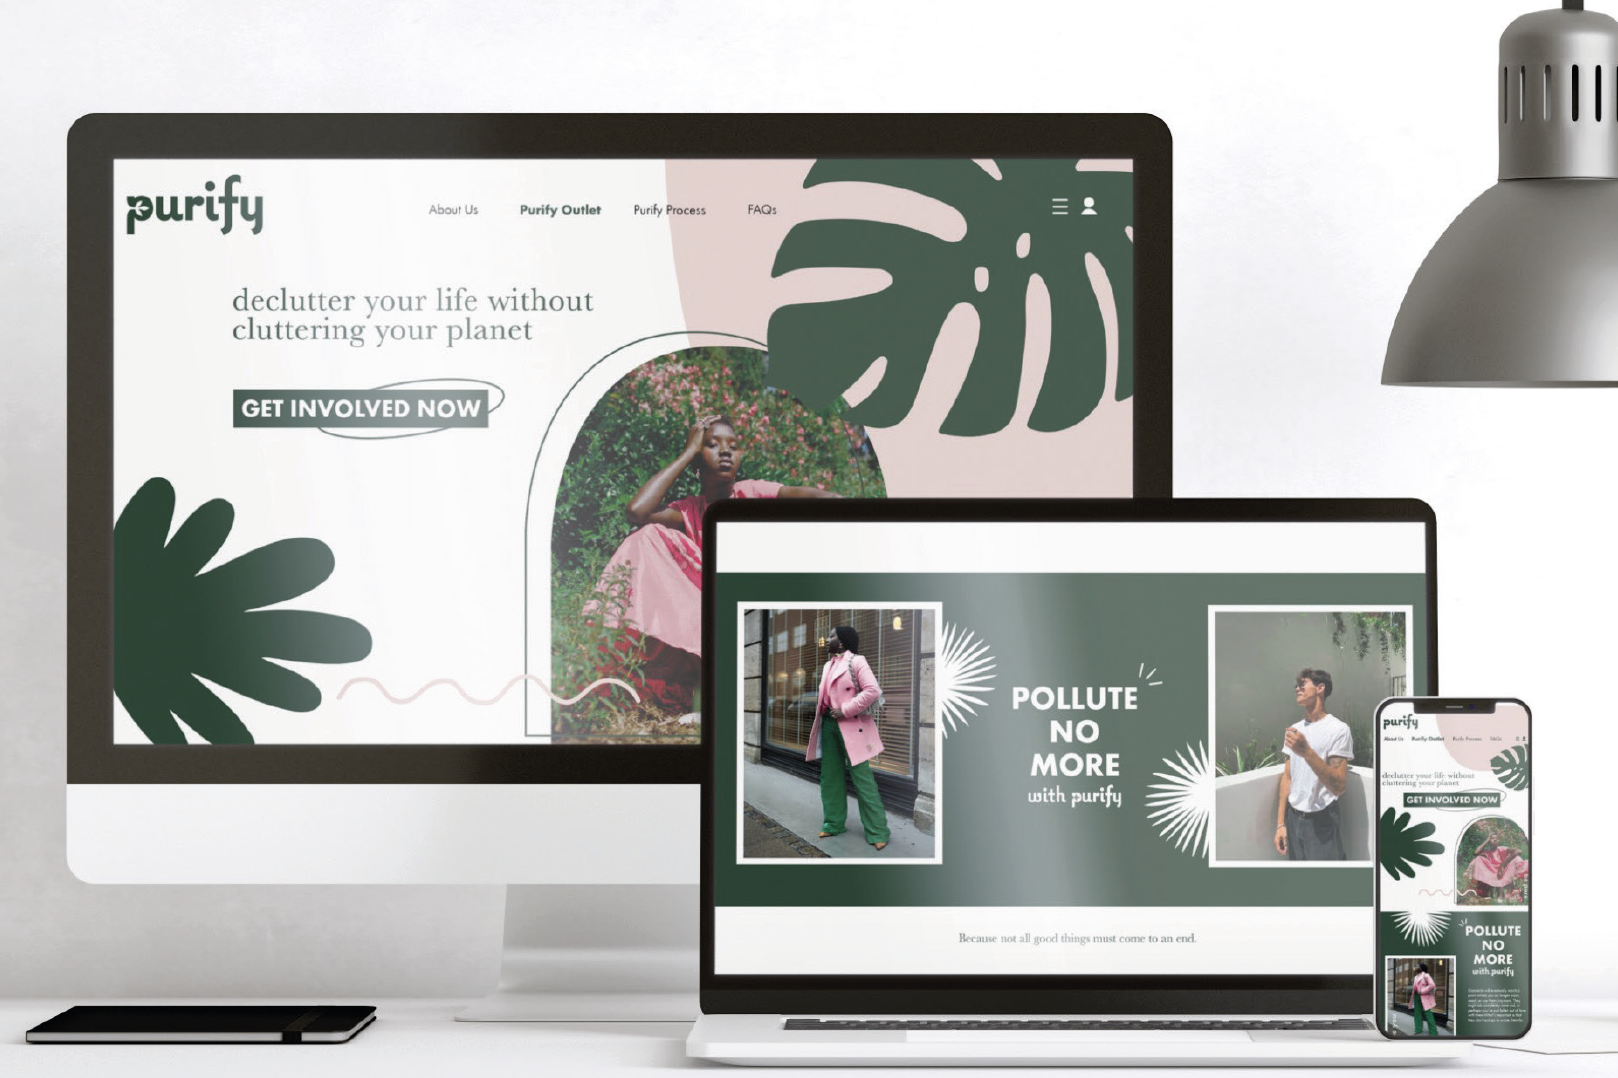 purify
About Us Purify Outlet Purify Process FAQs
declutter your life without
cluttering your planet
GET INVOLVED NOW
POLLUTE
NO
MORE
with purify
Because not all good things must come to an end.
purify
About Us Purify Outlet Purify Process FAQs
declutter your life without
cluttering your planet
GET INVOLVED NOW
POLLUTE
NO
MORE
with purify